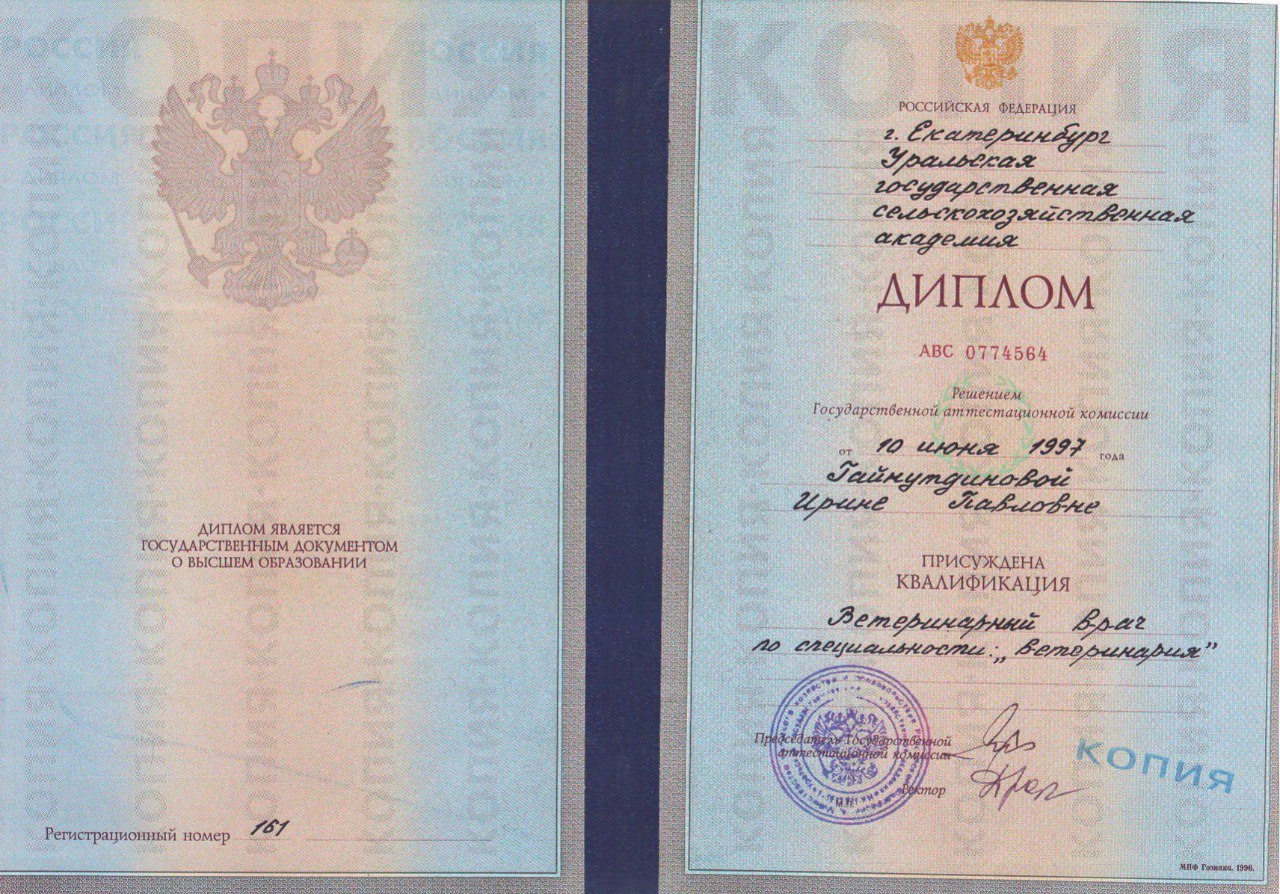 КОПИЯ
РОССИЯ
ДИПЛОМ ЯВЛЯЕТСЯ
ГОСУДАРСТВЕННЫМ ДОКУМЕНТОМ
О ВЫСШЕМ ОБРАЗОВАНИИ
Регистрационный номер 161
КОПИЯ
РОССИЙСКАЯ ФЕДЕРАЦИЯ
г. Екатеринбург
Уральская
государственная
сельскохозяйственная
академия
ДИПЛОМ
АВС 0774564
Решением
Государственной аттестационной комиссии
от 10 июня 1997 года
Гайнутдиновой
Ирине Павловне
ПРИСУЖДЕНА
КВАЛИФИКАЦИЯ
Ветеринарный врач
по специальности: „ветеринария"
Председатель Государственной
аттестационной комиссии
Ректор
КОПИЯ
МПФ Гознака. 1996.